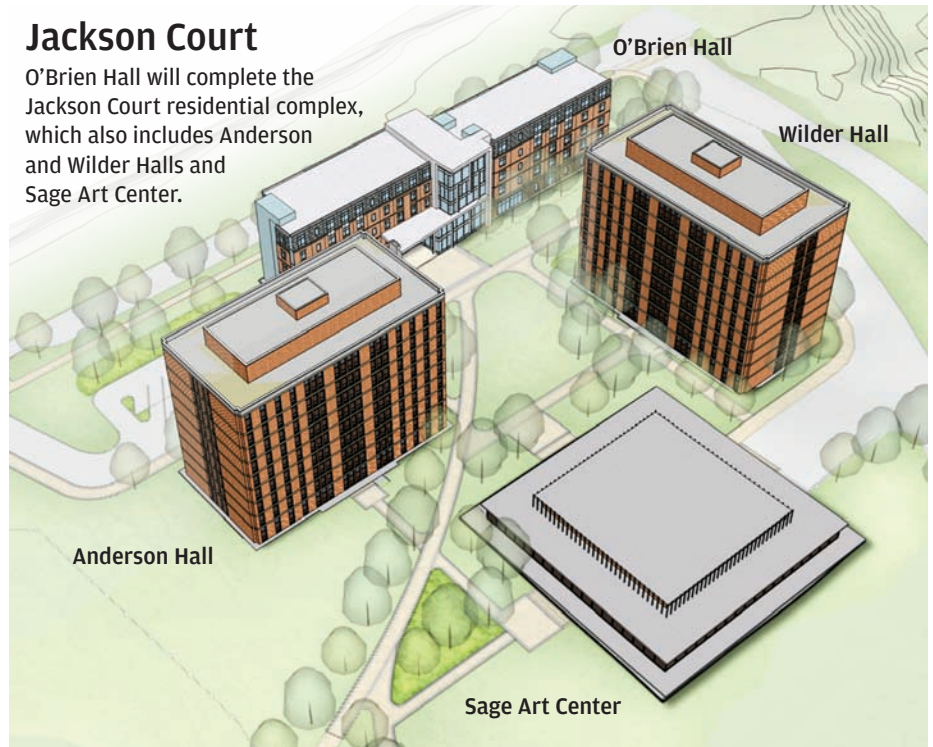 Jackson Court
O’Brien Hall will complete the
Jackson Court residential complex,
which also includes Anderson
and Wilder Halls and
Sage Art Center.
O’Brien Hall
Wilder Hall
Anderson Hall
Sage Art Center